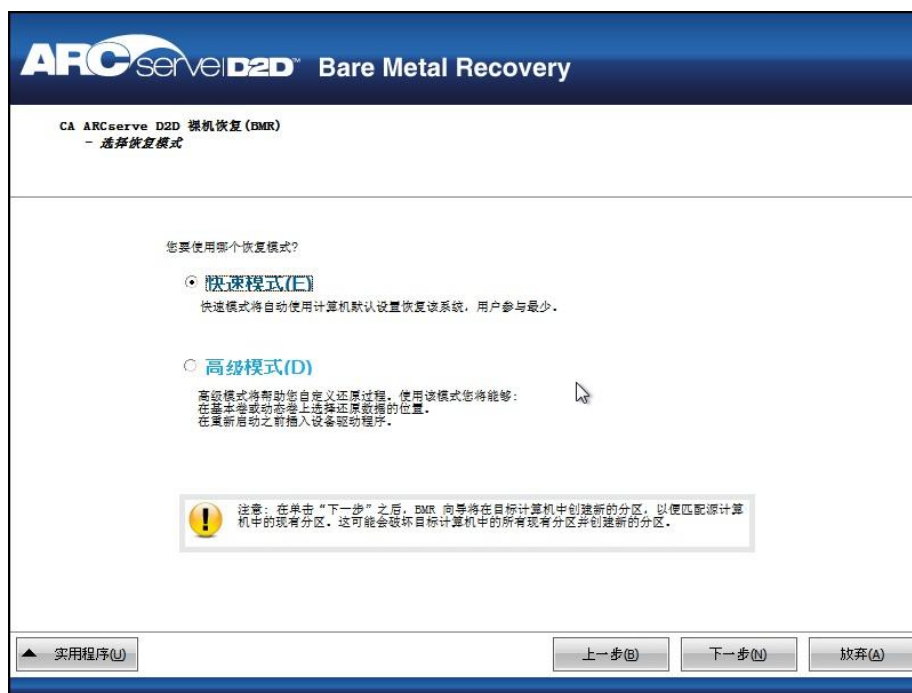 ARCserve D2D™ Bare Metal Recovery
CA ARCserve D2D 裸机恢复(BMR)
- 选择恢复模式
您要使用哪个恢复模式?
快速模式(E)
快速模式将自动使用计算机默认设置恢复该系统，用户参与最少。
高级模式(D)
高级模式将帮助您自定义还原过程。使用该模式您将能够:
在基本卷或动态卷上选择还原数据的位置。
在重新启动之前插入设备驱动程序。
注意: 在单击“下一步”之后，BMR 向导将在目标计算机中创建新的分区，以便匹配源计算
机中的现有分区。这可能会破坏目标计算机中的所有现有分区并创建新的分区。
实用程序(U)
上一步(B)
下一步(N)
放弃(A)